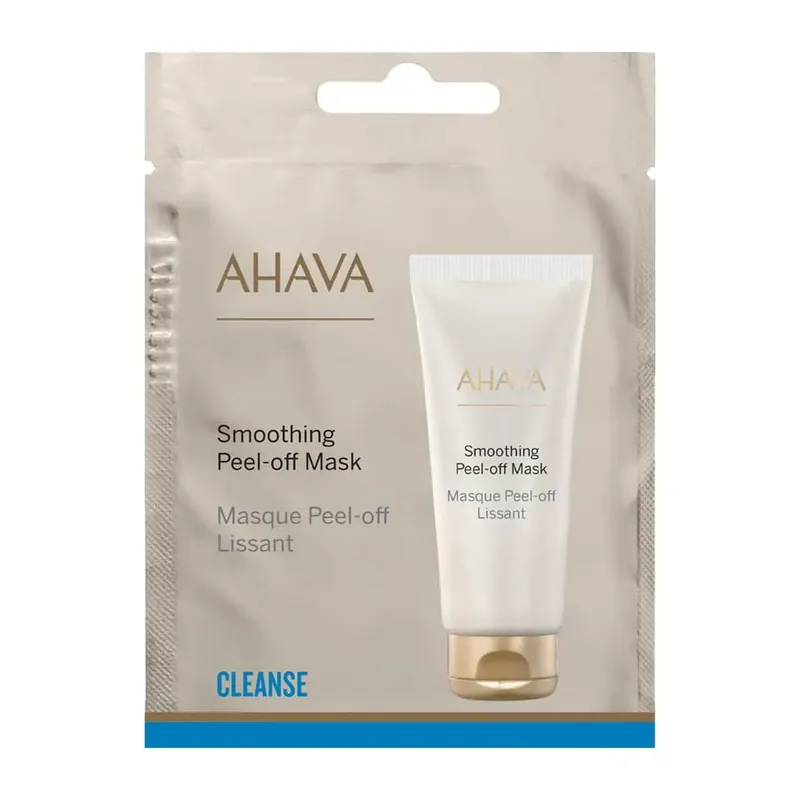 AHAVA
Smoothing
Peel-off Mask
Masque Peel-off
Lissant
CLEANSE
AHAVA
Smoothing
Peel-off Mask
Masque Peel-off
Lissant